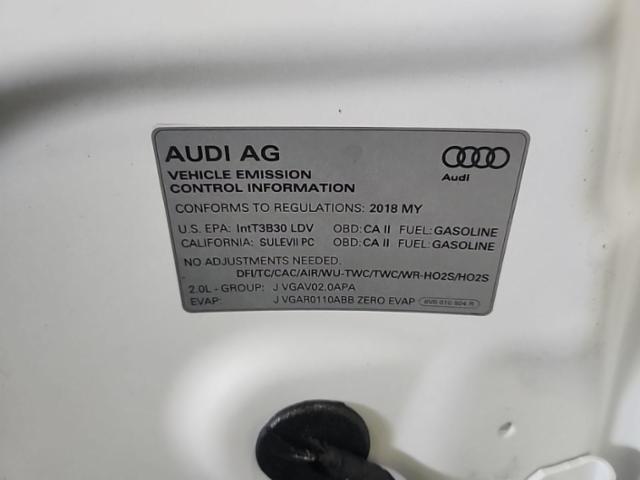 AUDI AG
Audi
VEHICLE EMISSION
CONTROL INFORMATION
CONFORMS TO REGULATIONS: 2018 MY
U.S. EPA: IntT3B30 LDV OBD: CA II FUEL: GASOLINE
CALIFORNIA: SULEVII PC OBD: CA II FUEL: GASOLINE
NO ADJUSTMENTS NEEDED.
DFI/TC/CAC/AIR/WU-TWC/TWC/WR-HO2S/HO2S
2.0L - GROUP: J VGAV02.0APA
EVAP: J VGAR0110ABB ZERO EVAP